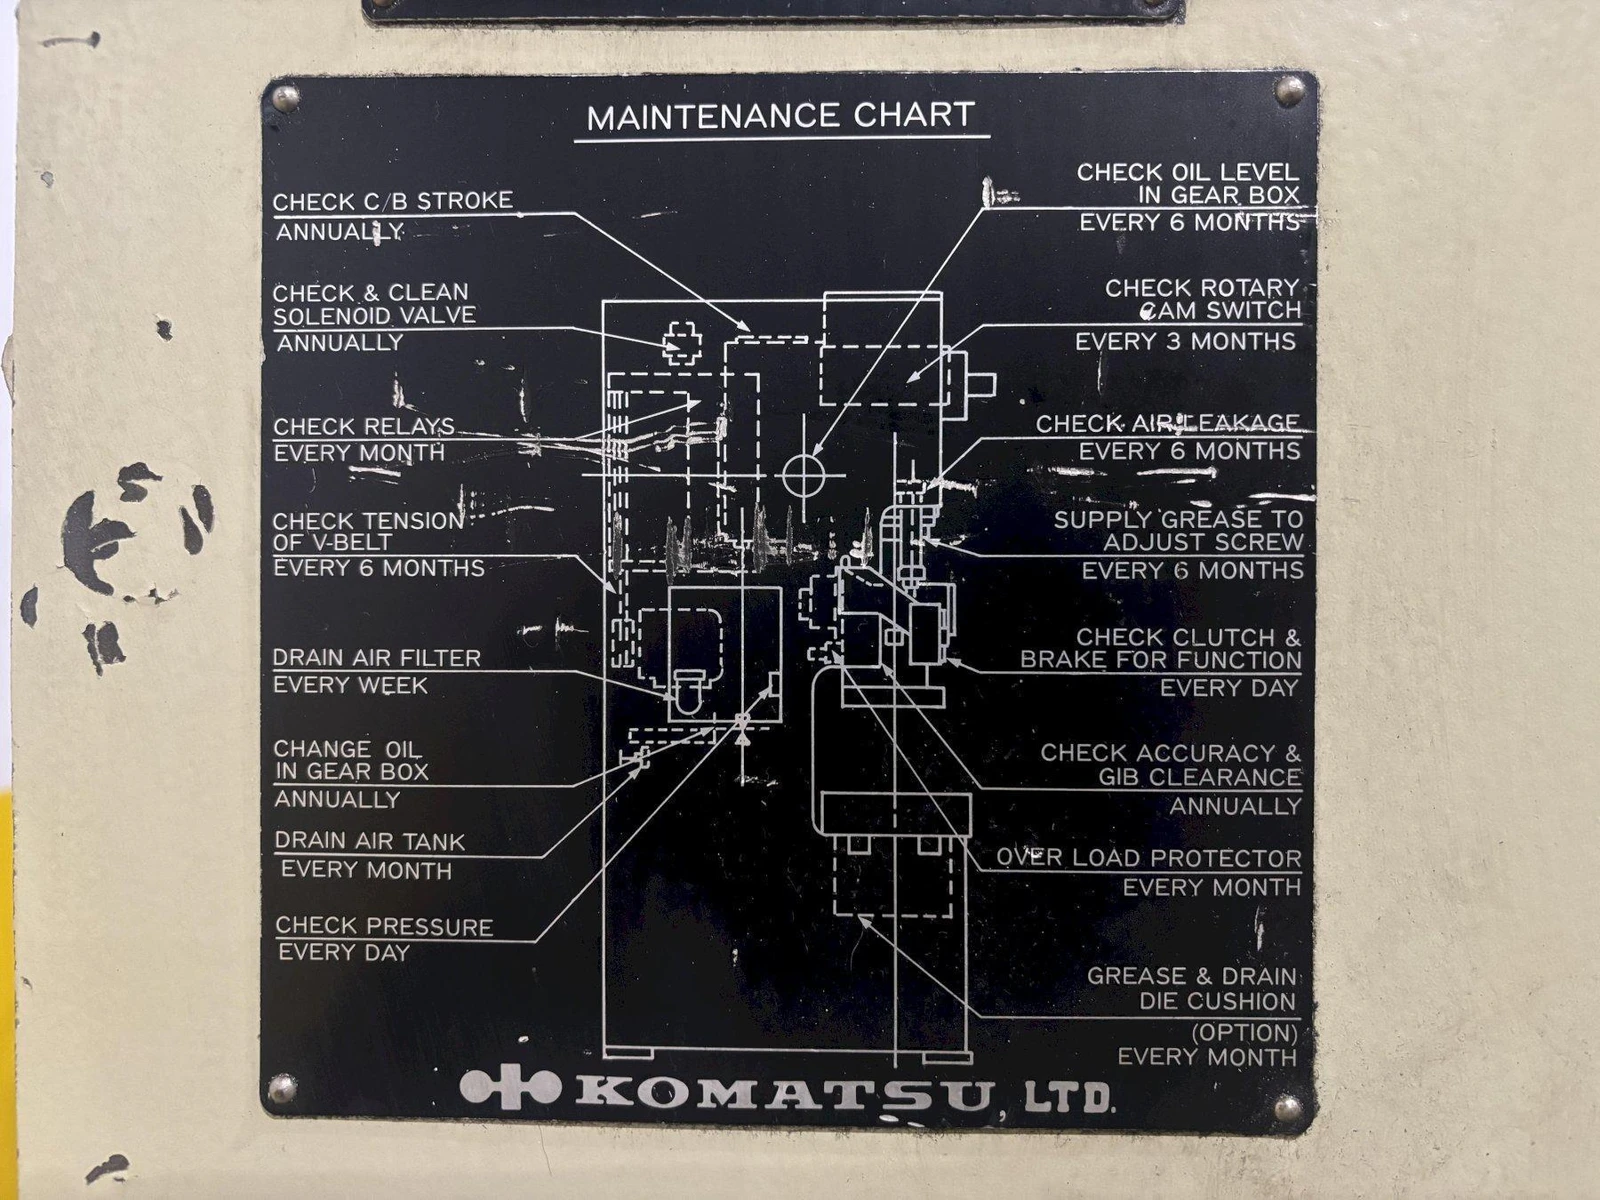 MAINTENANCE CHART
CHECK C/B STROKE
ANNUALLY
CHECK & CLEAN
SOLENOID VALVE
ANNUALLY
CHECK RELAYS
EVERY MONTH
CHECK TENSION
OF V-BELT
EVERY 6 MONTHS
DRAIN AIR FILTER
EVERY WEEK
CHANGE OIL
IN GEAR BOX
ANNUALLY
DRAIN AIR TANK
EVERY MONTH
CHECK PRESSURE
EVERY DAY
CHECK OIL LEVEL
IN GEAR BOX
EVERY 6 MONTHS
CHECK ROTARY
CAM SWITCH
EVERY 3 MONTHS
CHECK AIR LEAKAGE
EVERY 6 MONTHS
SUPPLY GREASE TO
ADJUST SCREW
EVERY 6 MONTHS
CHECK CLUTCH &
BRAKE FOR FUNCTION
EVERY DAY
CHECK ACCURACY &
GIB CLEARANCE
ANNUALLY
OVER LOAD PROTECTOR
EVERY MONTH
GREASE & DRAIN
DIE CUSHION
(OPTION)
EVERY MONTH
KOMATSU, LTD.